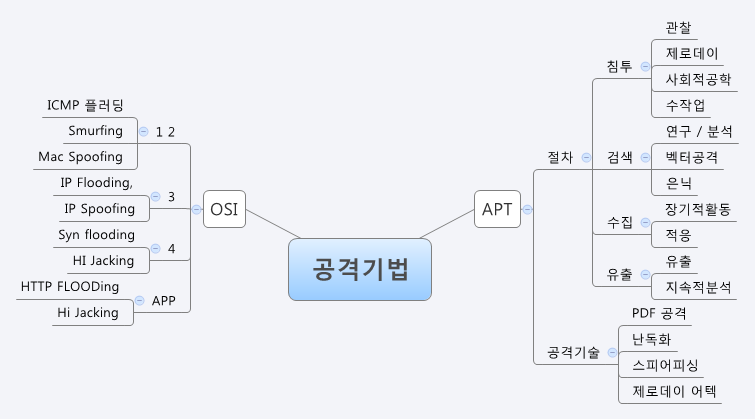 공격기법
OSI
1 2
ICMP 플러딩
Smurfing
Mac Spoofing
3
IP Flooding,
IP Spoofing
4
Syn flooding
HI Jacking
APP
HTTP FLOODing
Hi Jacking
APT
절차
침투
관찰
제로데이
사회적공학
수작업
검색
연구 / 분석
벡터공격
은닉
수집
장기적활동
적응
유출
유출
지속적분석
공격기술
PDF 공격
난독화
스피어피싱
제로데이 어텍